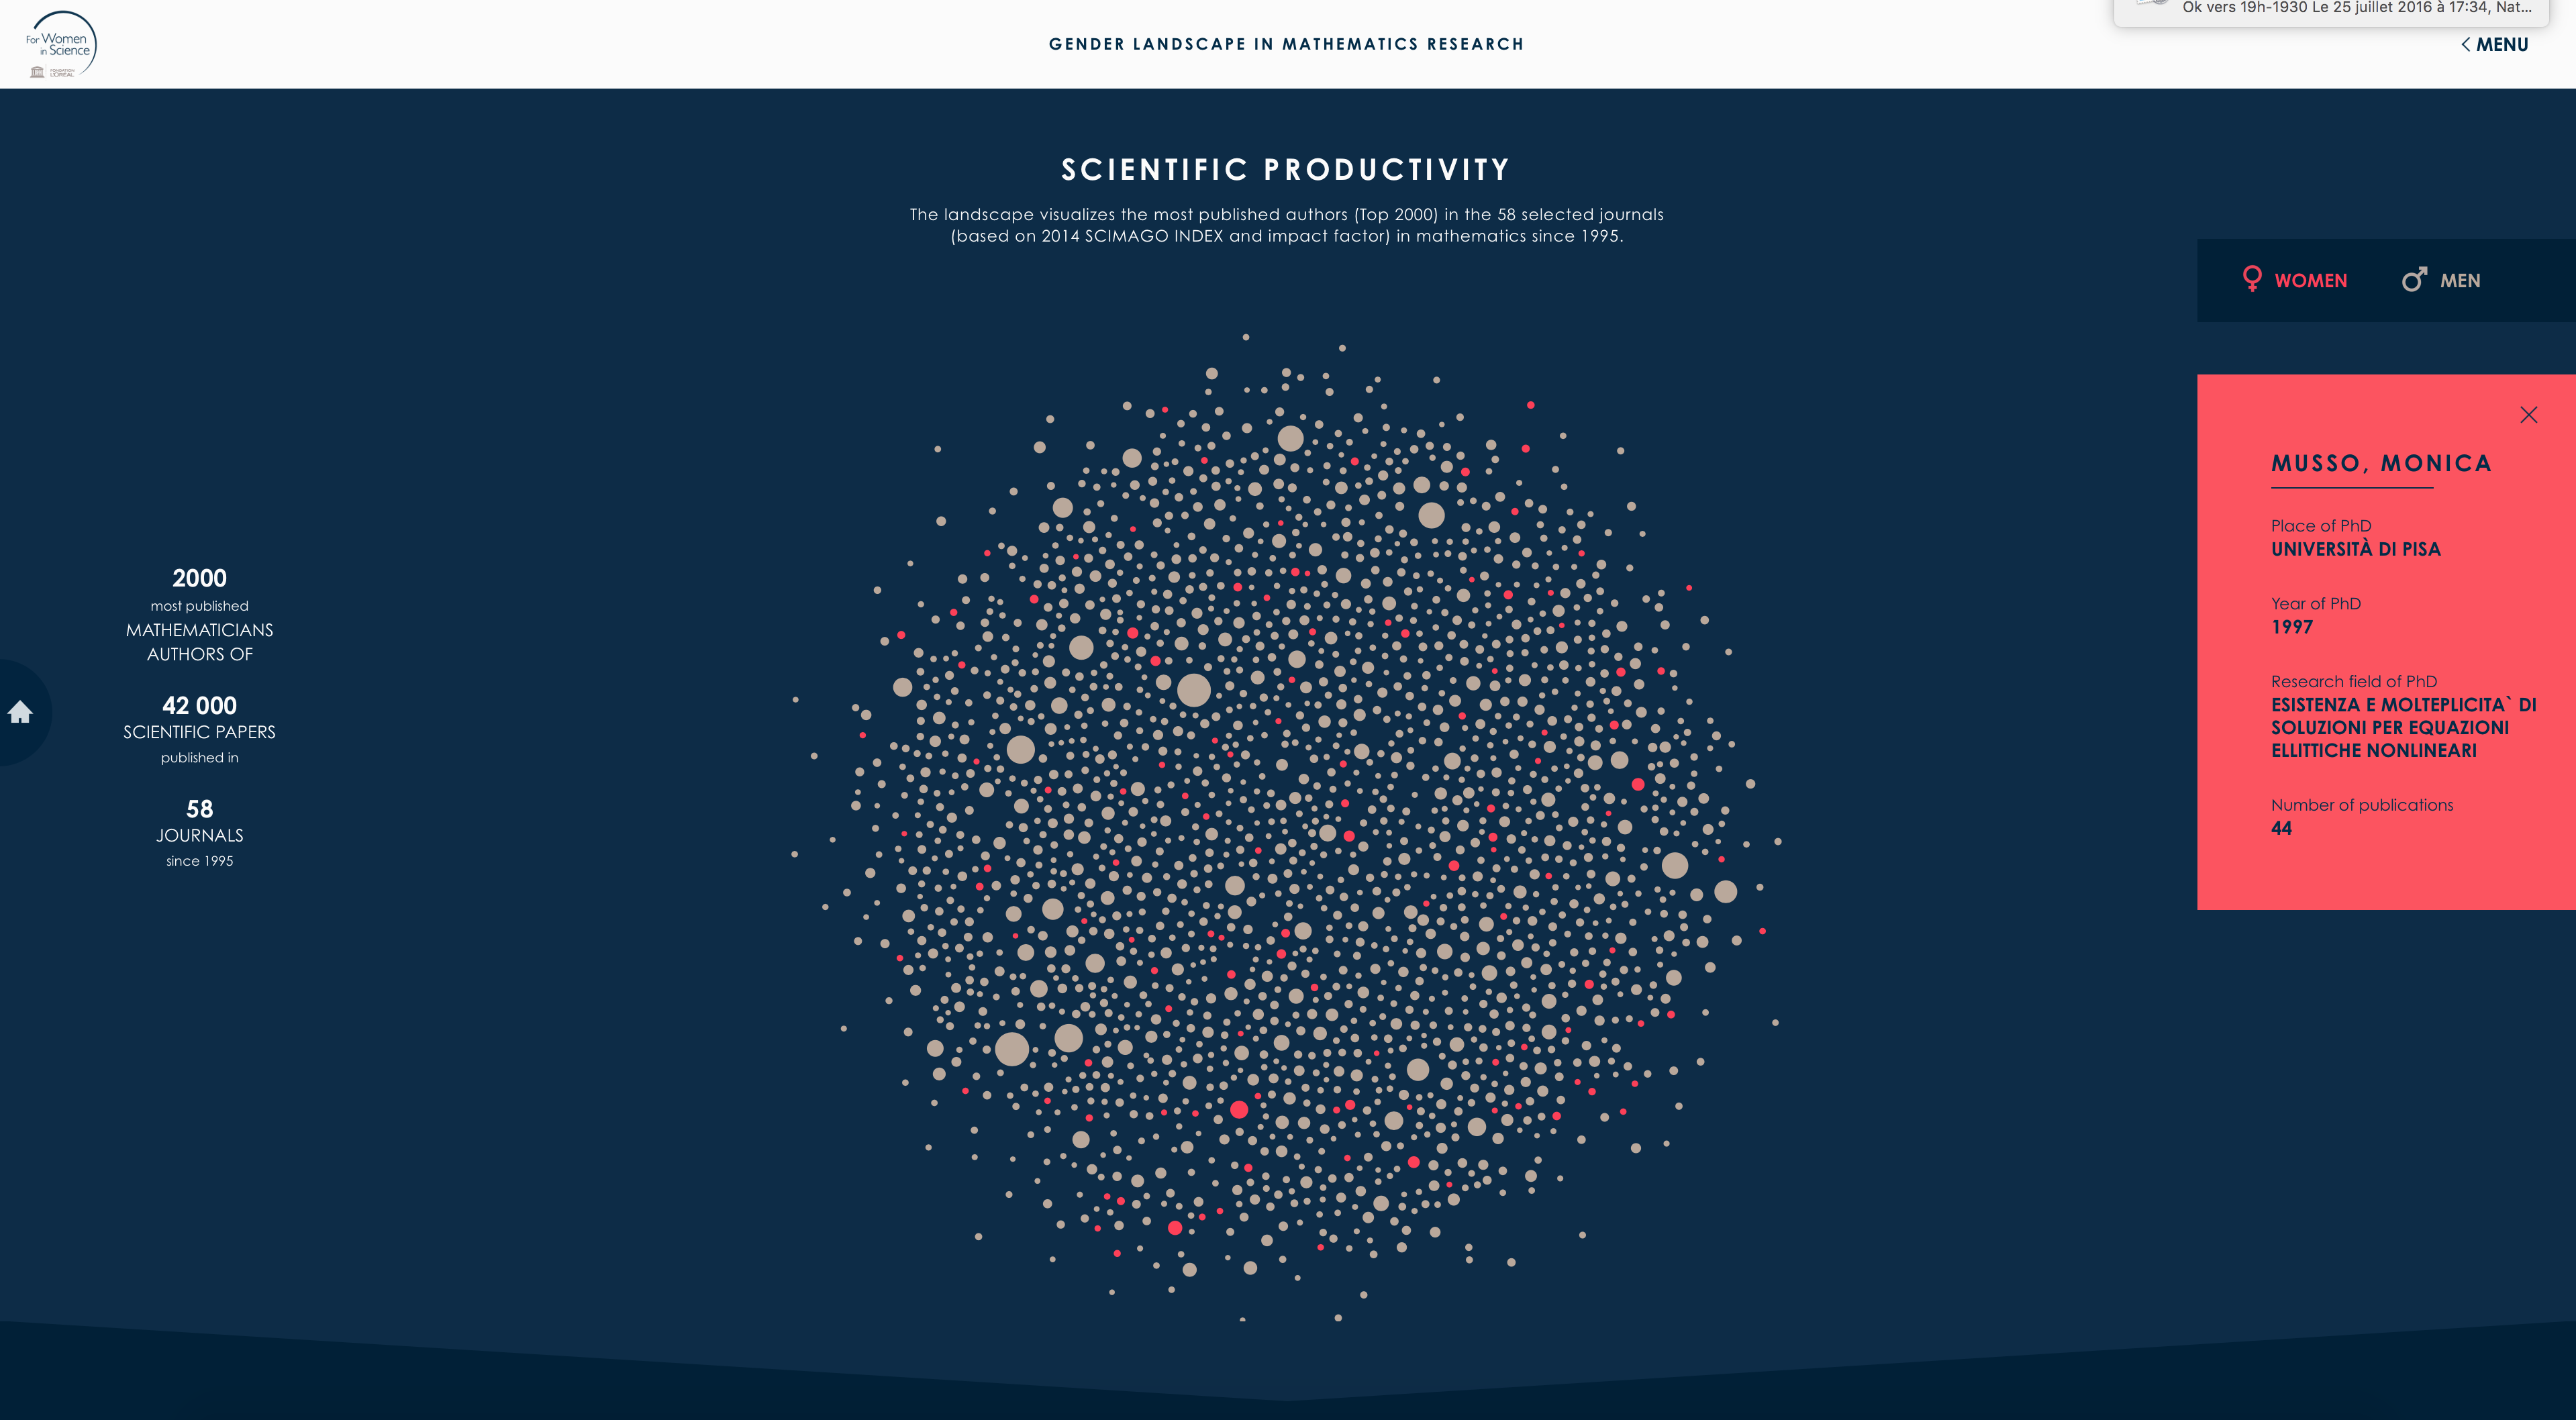 For Women
in Science
FONDATION
L'ORÉAL
GENDER LANDSCAPE IN MATHEMATICS RESEARCH
Ok vers 19h-1930 Le 25 juillet 2016 à 17:34, Nat...
MENU
SCIENTIFIC PRODUCTIVITY
The landscape visualizes the most published authors (Top 2000) in the 58 selected journals
(based on 2014 SCIMAGO INDEX and impact factor) in mathematics since 1995.
WOMEN MEN
2000
most published
MATHEMATICIANS
AUTHORS OF
42 000
SCIENTIFIC PAPERS
published in
58
JOURNALS
since 1995
MUSSO, MONICA
Place of PhD
UNIVERSITÀ DI PISA
Year of PhD
1997
Research field of PhD
ESISTENZA E MOLTEPLICITA` DI
SOLUZIONI PER EQUAZIONI
ELLITTICHE NONLINEARI
Number of publications
44